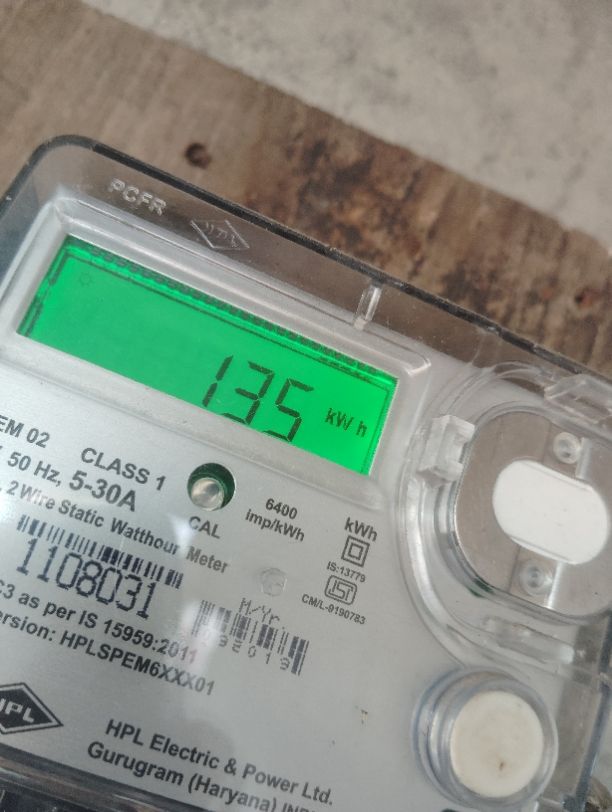 PCFR
135 kWh
EM 02 CLASS 1
50 Hz, 5-30A
2 Wire Static Watthour Meter
CAL
6400
imp/kWh
kWh
IS:13779
CM/L-9190783
1108031
M/Yr
2019
C3 as per IS 15959:2011
ersion: HPLSPEM6XXX01
HPL
HPL Electric & Power Ltd.
Gurugram (Haryana)